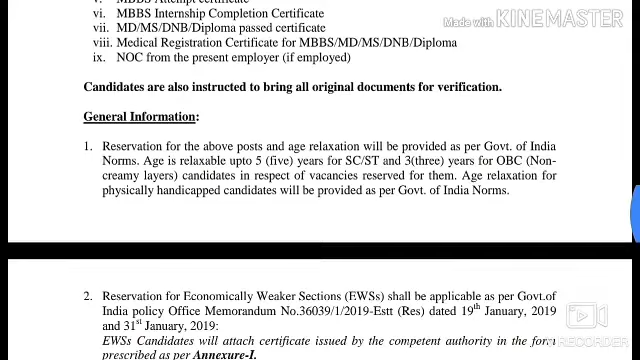 v. MBBS Attempt certificate
Made with KINEMASTER
vi. MBBS Internship Completion Certificate
vii. MD/MS/DNB/Diploma passed certificate
viii. Medical Registration Certificate for MBBS/MD/MS/DNB/Diploma
ix. NOC from the present employer (if employed)
Candidates are also instructed to bring all original documents for verification.
General Information:
1. Reservation for the above posts and age relaxation will be provided as per Govt. of India
Norms. Age is relaxable upto 5 (five) years for SC/ST and 3(three) years for OBC (Non-
creamy layers) candidates in respect of vacancies reserved for them. Age relaxation for
physically handicapped candidates will be provided as per Govt. of India Norms.
2. Reservation for Economically Weaker Sections (EWSs) shall be applicable as per Govt.of
India policy Office Memorandum No.36039/1/2019-Estt (Res) dated 19th January, 2019
and 31st January, 2019:
EWSs Candidates will attach certificate issued by the competent authority in the form
prescribed as per Annexure-I.
RECORDER